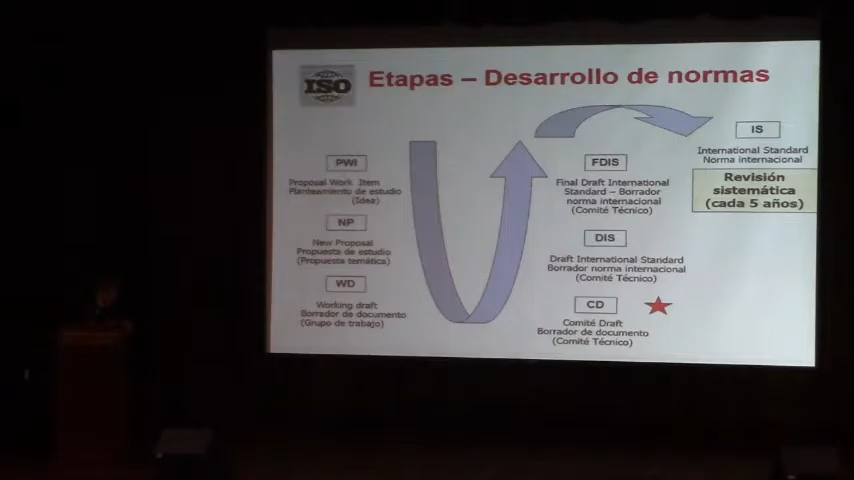 ISO
Etapas – Desarrollo de normas
PWI
Proposal Work Item
Planteamiento de estudio
(Idea)
NP
New Proposal
Propuesta de estudio
(Propuesta temática)
WD
Working draft
Borrador de documento
(Grupo de trabajo)
FDIS
Final Draft International
Standard – Borrador
norma internacional
(Comité Técnico)
DIS
Draft International Standard
Borrador norma internacional
(Comité Técnico)
CD
Comité Draft
Borrador de documento
(Comité Técnico)
IS
International Standard
Norma internacional
Revisión
sistemática
(cada 5 años)